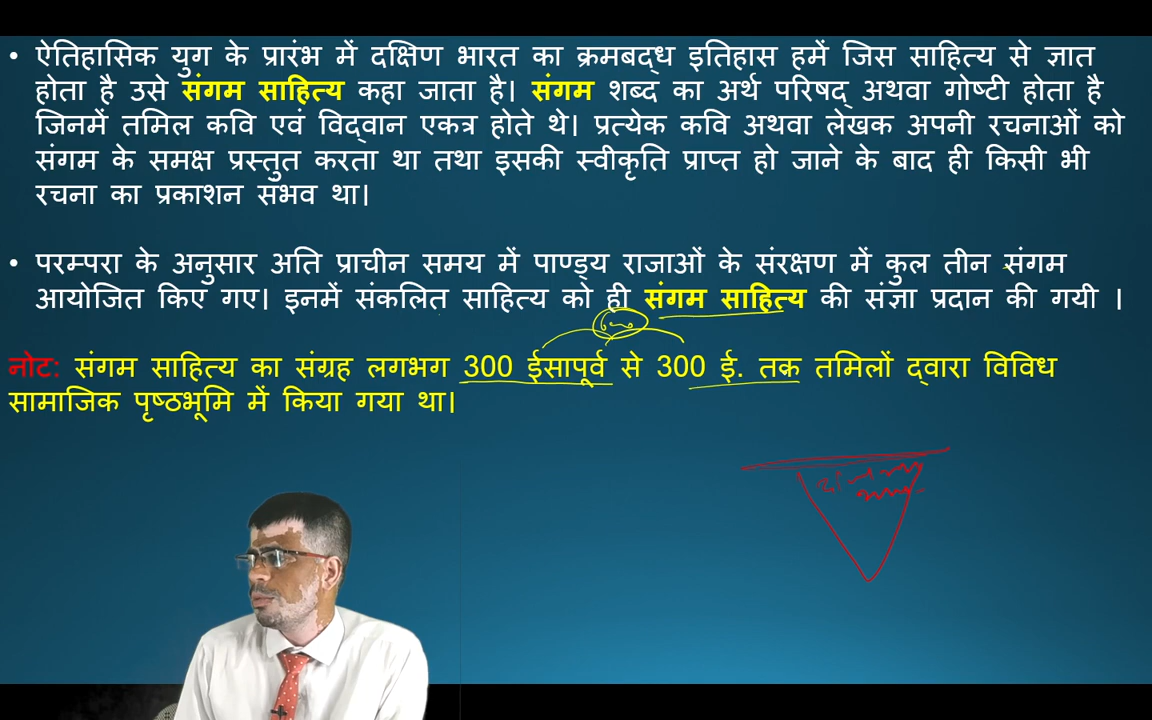 • ऐतिहासिक युग के प्रारंभ में दक्षिण भारत का क्रमबद्ध इतिहास हमें जिस साहित्य से ज्ञात
होता है उसे संगम साहित्य कहा जाता है। संगम शब्द का अर्थ परिषद् अथवा गोष्टी होता है
जिनमें तमिल कवि एवं विद्वान एकत्र होते थे। प्रत्येक कवि अथवा लेखक अपनी रचनाओं को
संगम के समक्ष प्रस्तुत करता था तथा इसकी स्वीकृति प्राप्त हो जाने के बाद ही किसी भी
रचना का प्रकाशन संभव था।
• परम्परा के अनुसार अति प्राचीन समय में पाण्ड्य राजाओं के संरक्षण में कुल तीन संगम
आयोजित किए गए। इनमें संकलित साहित्य को ही संगम साहित्य की संज्ञा प्रदान की गयी ।
नोट: संगम साहित्य का संग्रह लगभग 300 ईसापूर्व से 300 ई. तक तमिलों द्वारा विविध
सामाजिक पृष्ठभूमि में किया गया था।